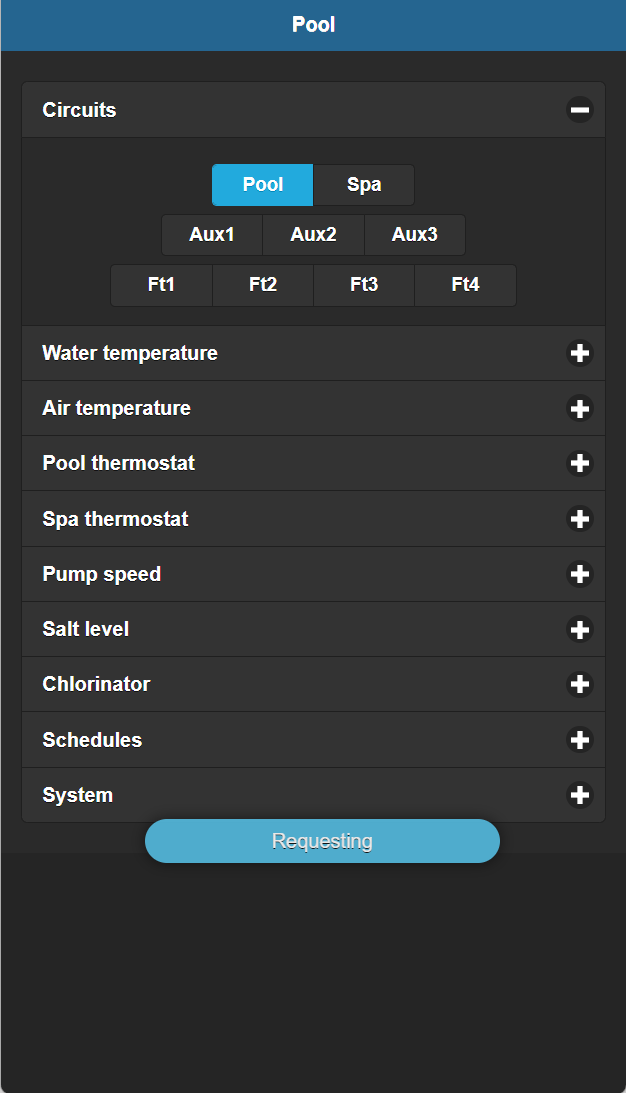 Pool
Circuits
Pool Spa
Aux1 Aux2 Aux3
Ft1 Ft2 Ft3 Ft4
Water temperature
Air temperature
Pool thermostat
Spa thermostat
Pump speed
Salt level
Chlorinator
Schedules
System
Requesting